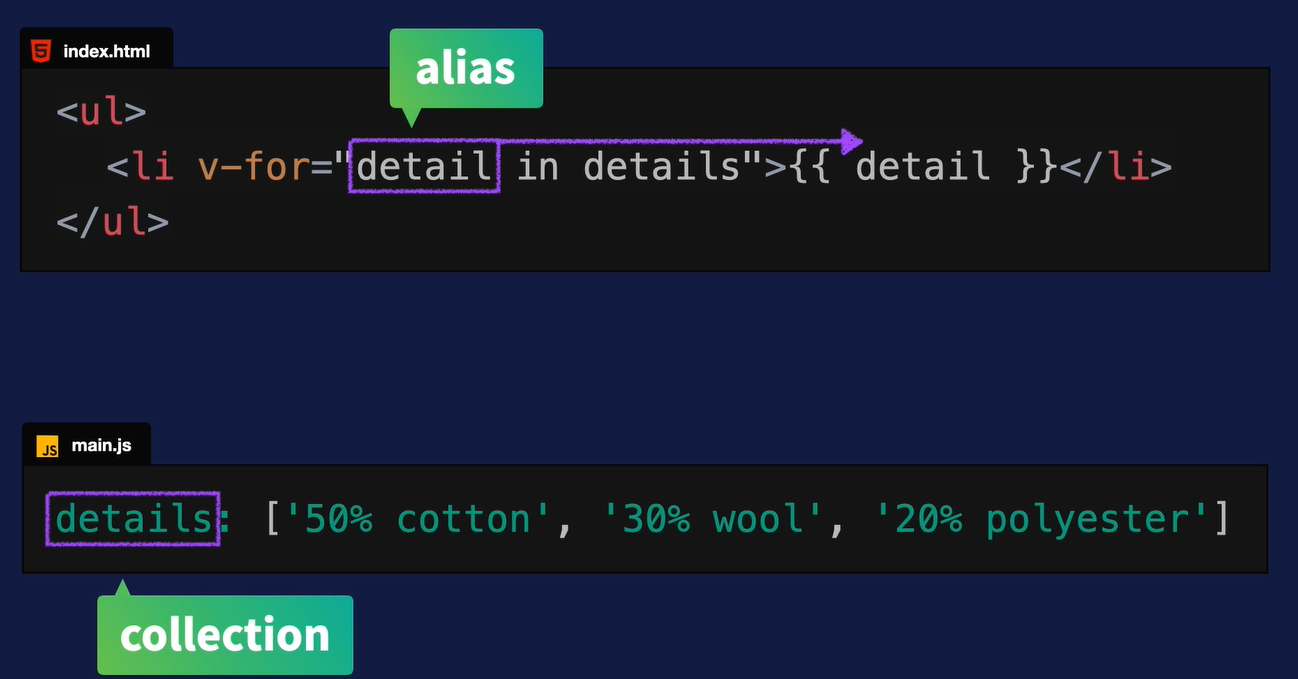 index.html
alias
<ul>
<li v-for="detail in details">{{ detail }}</li>
</ul>
JS main.js
details: ['50% cotton', '30% wool', '20% polyester']
collection